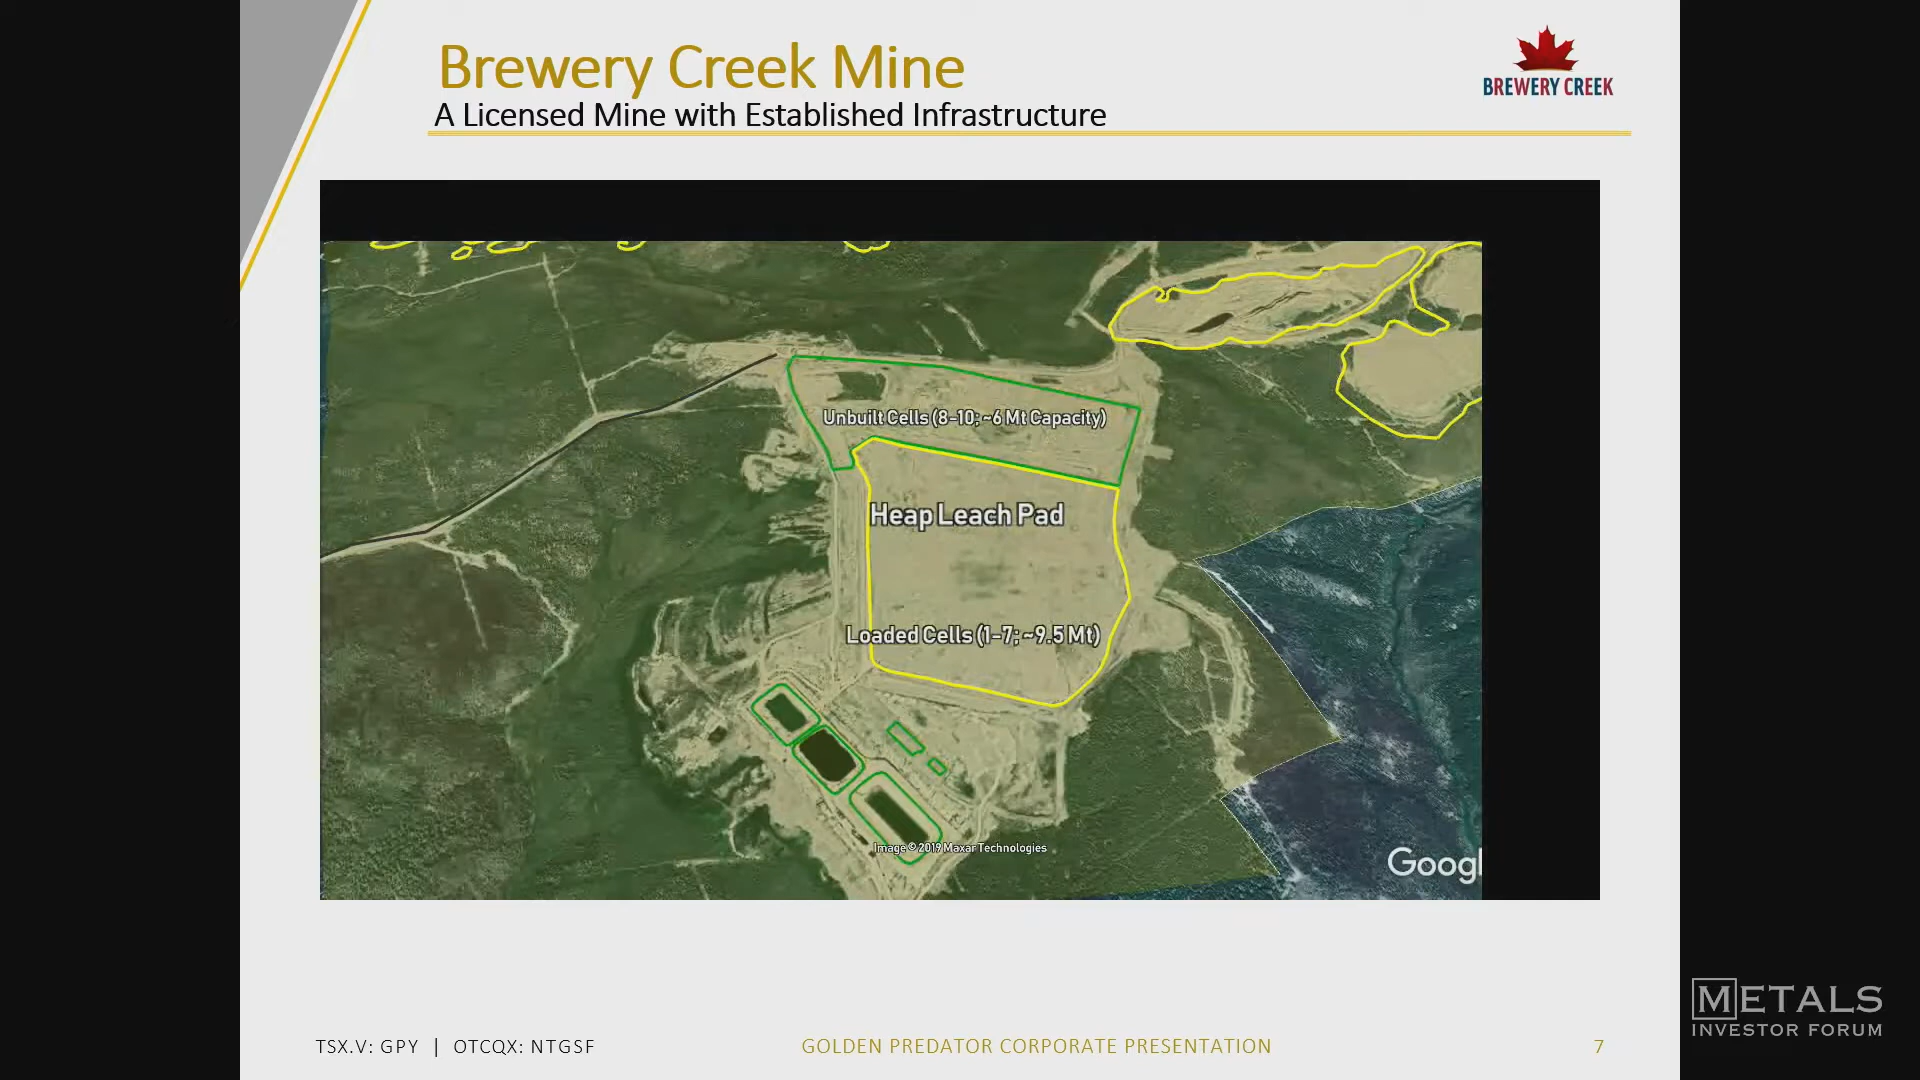 Brewery Creek Mine
A Licensed Mine with Established Infrastructure
BREWERY CREEK
Unbuilt Cells (8-10; ~6 Mt Capacity)
Heap Leach Pad
Loaded Cells (1-7; ~9.5 Mt)
Image © 2019 Maxar Technologies
Googl
TSX.V: GPY | OTCQX: NTGSF
GOLDEN PREDATOR CORPORATE PRESENTATION
7
METALS
INVESTOR FORUM